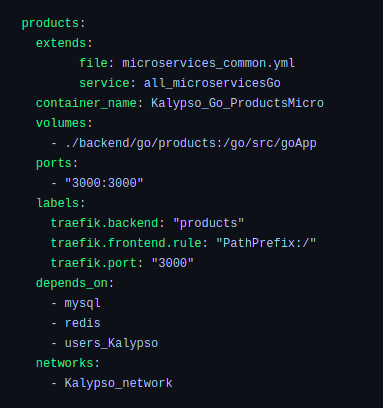 products:
  extends:
        file: microservices_common.yml
        service: all_microservicesGo
  container_name: Kalypso_Go_ProductsMicro
  volumes:
    - ./backend/go/products:/go/src/goApp
  ports:
    - "3000:3000"
  labels:
    traefik.backend: "products"
    traefik.frontend.rule: "PathPrefix:/"
    traefik.port: "3000"
  depends_on:
    - mysql
    - redis
    - users_Kalypso
  networks:
    - Kalypso_network